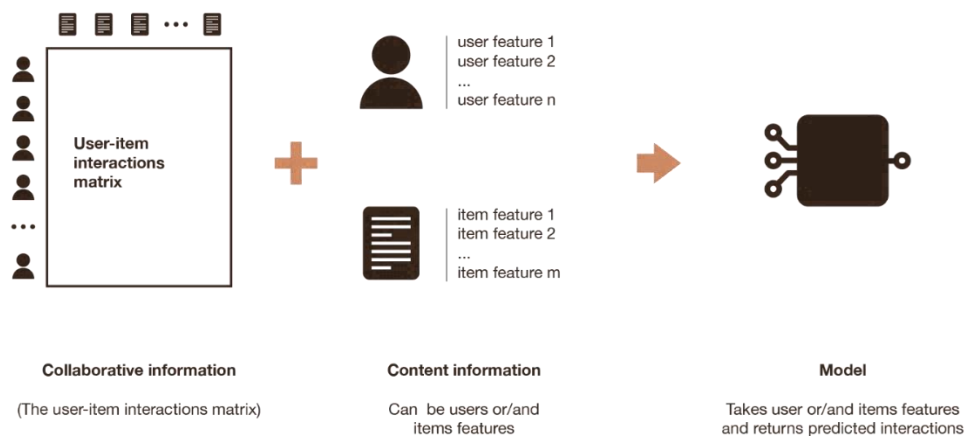 User-item
interactions
matrix
user feature 1
user feature 2
...
user feature n
item feature 1
item feature 2
...
item feature m
Collaborative information
(The user-item interactions matrix)
Content information
Can be users or/and
items features
Model
Takes user or/and items features
and returns predicted interactions